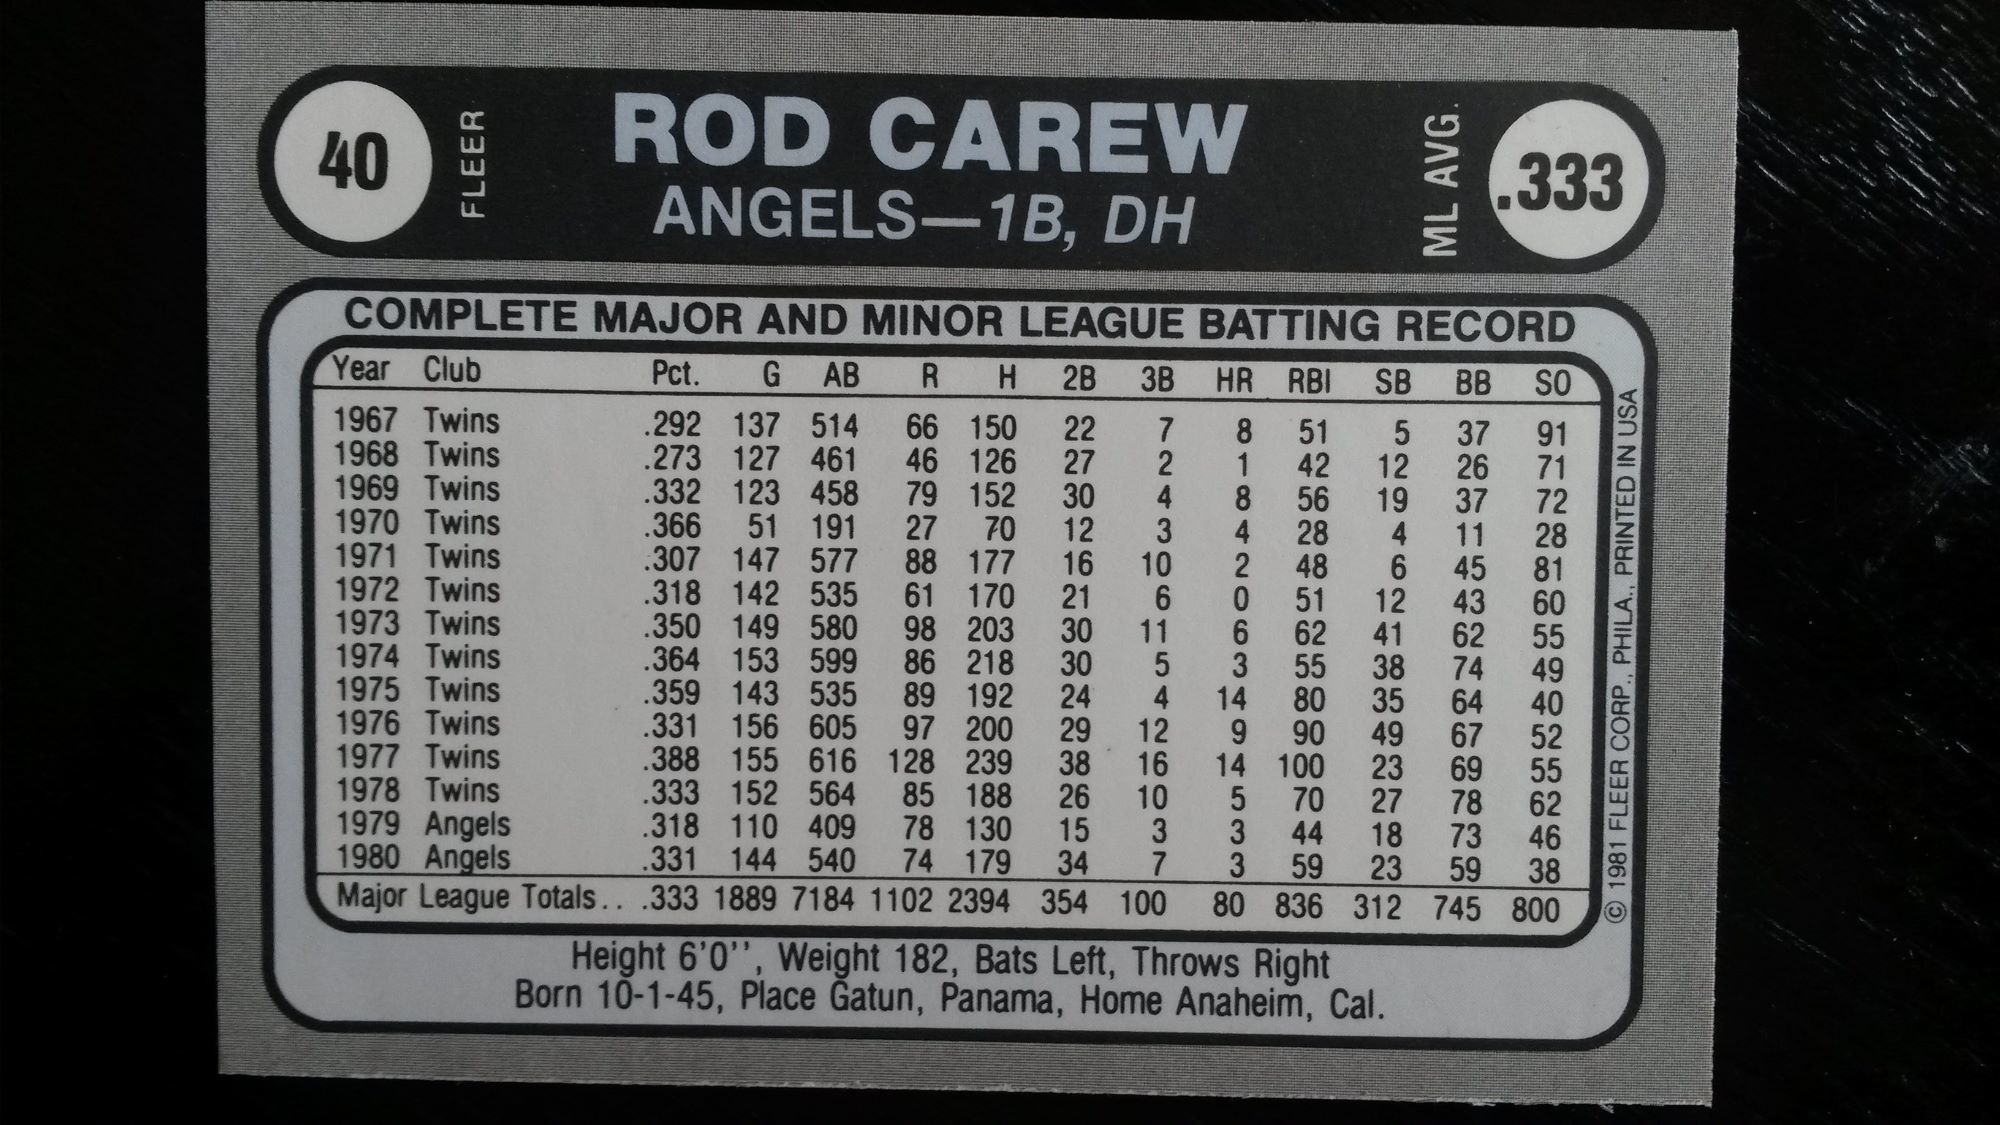 40 FLEER ROD CAREW ML AVG. .333
ANGELS—1B, DH
COMPLETE MAJOR AND MINOR LEAGUE BATTING RECORD
Year Club Pct. G AB R H 2B 3B HR RBI SB BB SO
1967 Twins .292 137 514 66 150 22 7 8 51 5 37 91
1968 Twins .273 127 461 46 126 27 2 1 42 12 26 71
1969 Twins .332 123 458 79 152 30 4 8 56 19 37 72
1970 Twins .366 51 191 27 70 12 3 4 28 4 11 28
1971 Twins .307 147 577 88 177 16 10 2 48 6 45 81
1972 Twins .318 142 535 61 170 21 6 0 51 12 43 60
1973 Twins .350 149 580 98 203 30 11 6 62 41 62 55
1974 Twins .364 153 599 86 218 30 5 3 55 38 74 49
1975 Twins .359 143 535 89 192 24 4 14 80 35 64 40
1976 Twins .331 156 605 97 200 29 12 9 90 49 67 52
1977 Twins .388 155 616 128 239 38 16 14 100 23 69 55
1978 Twins .333 152 564 85 188 26 10 5 70 27 78 62
1979 Angels .318 110 409 78 130 15 3 3 44 18 73 46
1980 Angels .331 144 540 74 179 34 7 3 59 23 59 38
Major League Totals . . .333 1889 7184 1102 2394 354 100 80 836 312 745 800
Height 6'0'', Weight 182, Bats Left, Throws Right
Born 10-1-45, Place Gatun, Panama, Home Anaheim, Cal.
© 1981 FLEER CORP., PHILA., PRINTED IN USA